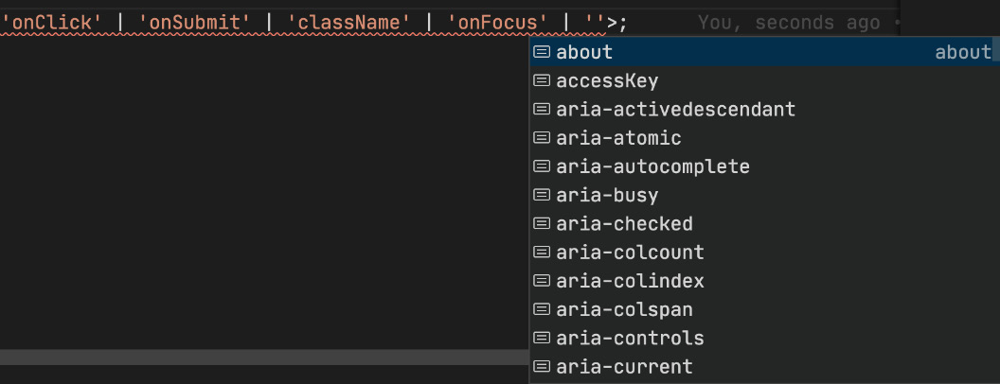 'onClick' | 'onSubmit' | 'className' | 'onFocus' | ''>; You, seconds ago •
about about
accessKey
aria-activedescendant
aria-atomic
aria-autocomplete
aria-busy
aria-checked
aria-colcount
aria-colindex
aria-colspan
aria-controls
aria-current